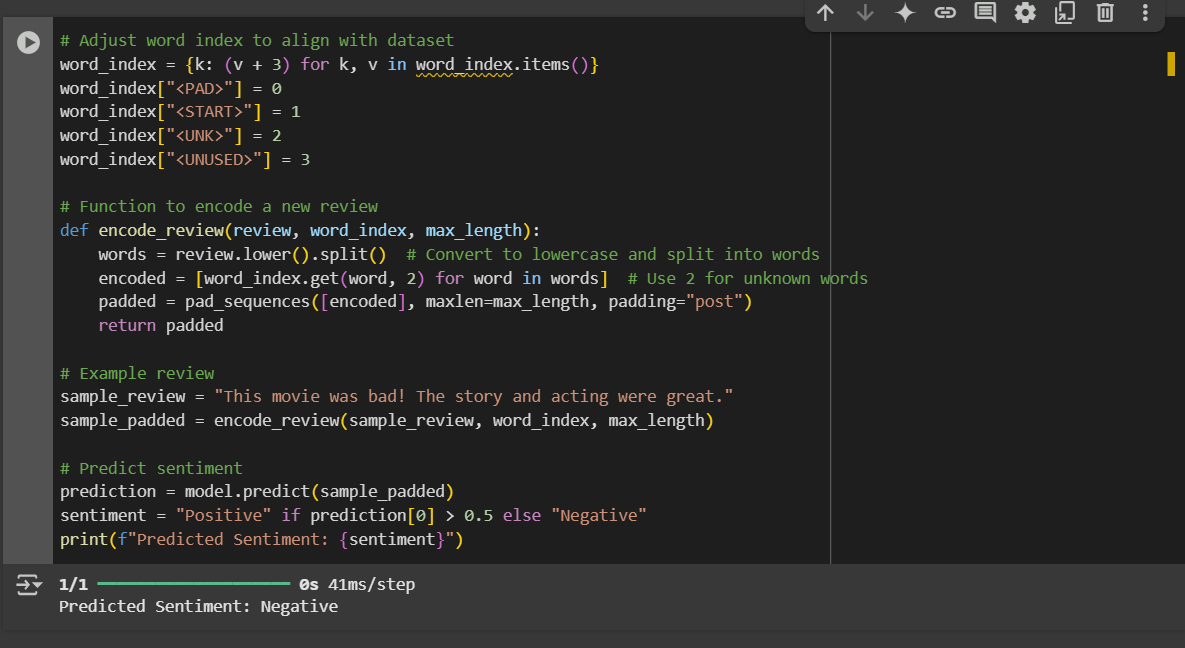 # Adjust word index to align with dataset
word_index = {k: (v + 3) for k, v in word_index.items()}
word_index["<PAD>"] = 0
word_index["<START>"] = 1
word_index["<UNK>"] = 2
word_index["<UNUSED>"] = 3
# Function to encode a new review
def encode_review(review, word_index, max_length):
    words = review.lower().split()  # Convert to lowercase and split into words
    encoded = [word_index.get(word, 2) for word in words]  # Use 2 for unknown words
    padded = pad_sequences([encoded], maxlen=max_length, padding="post")
    return padded
# Example review
sample_review = "This movie was bad! The story and acting were great."
sample_padded = encode_review(sample_review, word_index, max_length)
# Predict sentiment
prediction = model.predict(sample_padded)
sentiment = "Positive" if prediction[0] > 0.5 else "Negative"
print(f"Predicted Sentiment: {sentiment}")
1/1 ━━━━━━━━━━━━━━━━━━━━ 0s 41ms/step
Predicted Sentiment: Negative